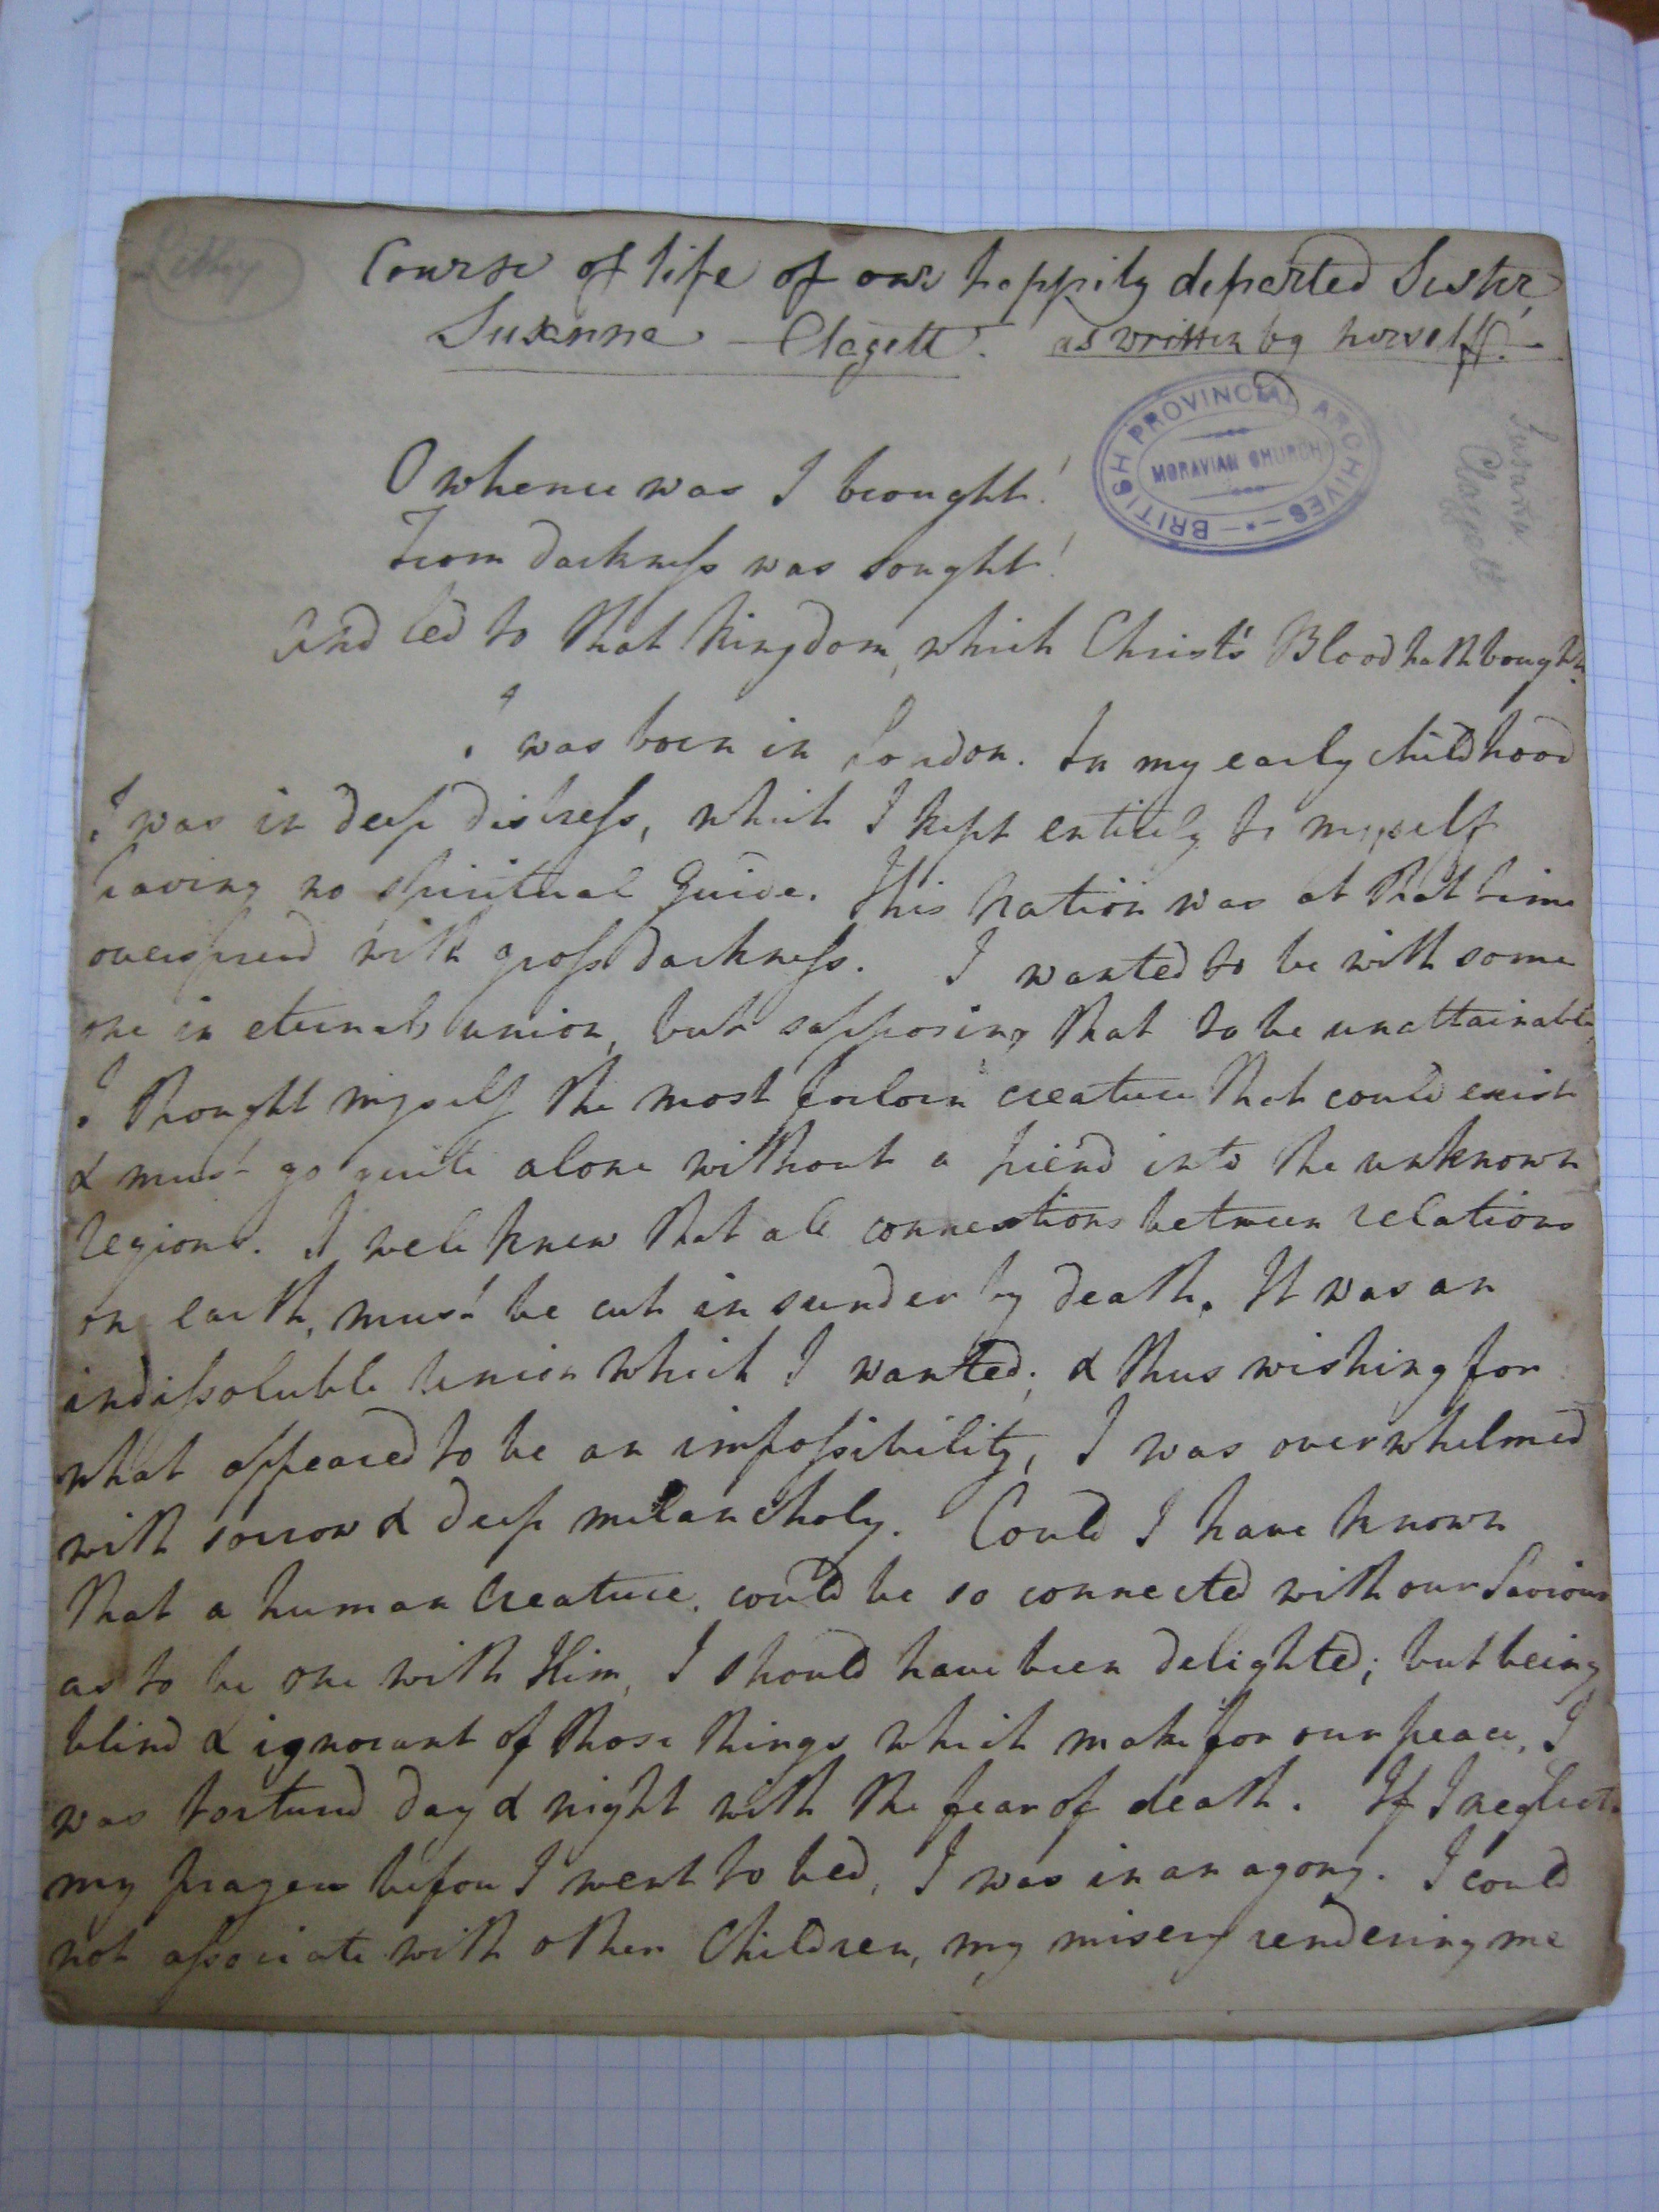 Course of life of our happily departed Sister
Susanna Clagett. as written by herself.
BRITISH PROVINCIAL ARCHIVES
MORAVIAN CHURCH
Susanna
Claggett
O whence was I brought!
From darkness was sought!
And led to that Kingdom, which Christ's Blood hath bought.
I was born in London. In my early childhood
I was in deep distress, which I kept entirely to myself
having no spiritual Guide. This Nation was at that time
overspread with gross darkness. I wanted to be with some
one in eternal union, but supposing that to be unattainable
I thought myself the most forlorn creature that could exist
& must go quite alone without a friend into the unknown
regions. I well knew that all connections between relations
on earth, must be cut in sunder by death. It was an
indissoluble Union which I wanted; & thus wishing for
what appeared to be an impossibility, I was overwhelmed
with sorrow & deep melancholy. Could I have known
that a human Creature could be so connected with our Saviour
as to be one with Him, I should have been delighted; but being
blind & ignorant of those things which make for our peace, I
was tortured day & night with the fear of death. If I neglect
my prayers before I went to bed, I was in an agony. I could
not associate with other Children, my misery rendering me